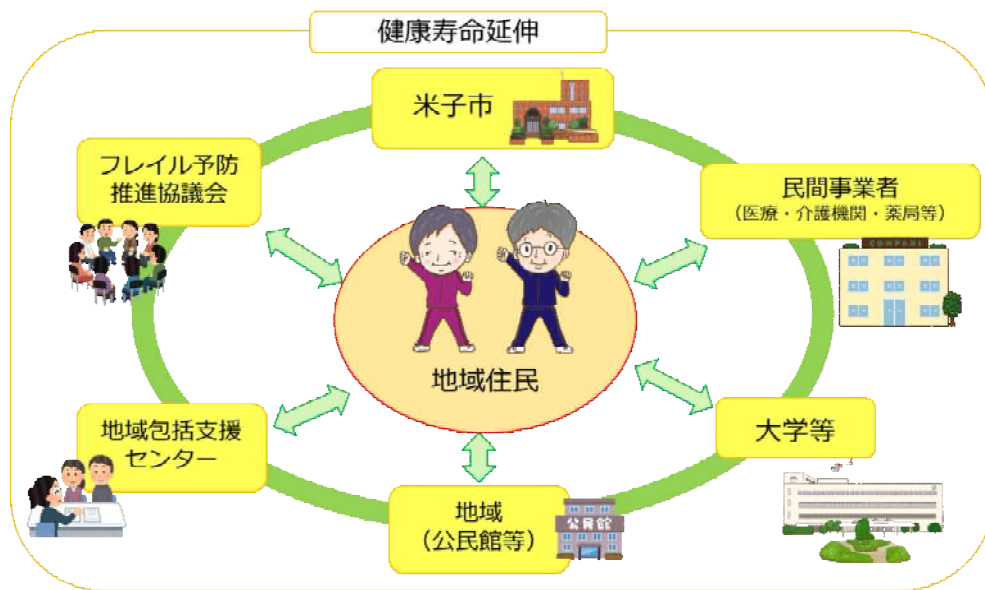 健康寿命延伸
米子市
フレイル予防
推進協議会
民間事業者
（医療・介護機関・薬局等）
COMPANY
地域住民
地域包括支援
センター
大学等
地域
（公民館等）
公民館